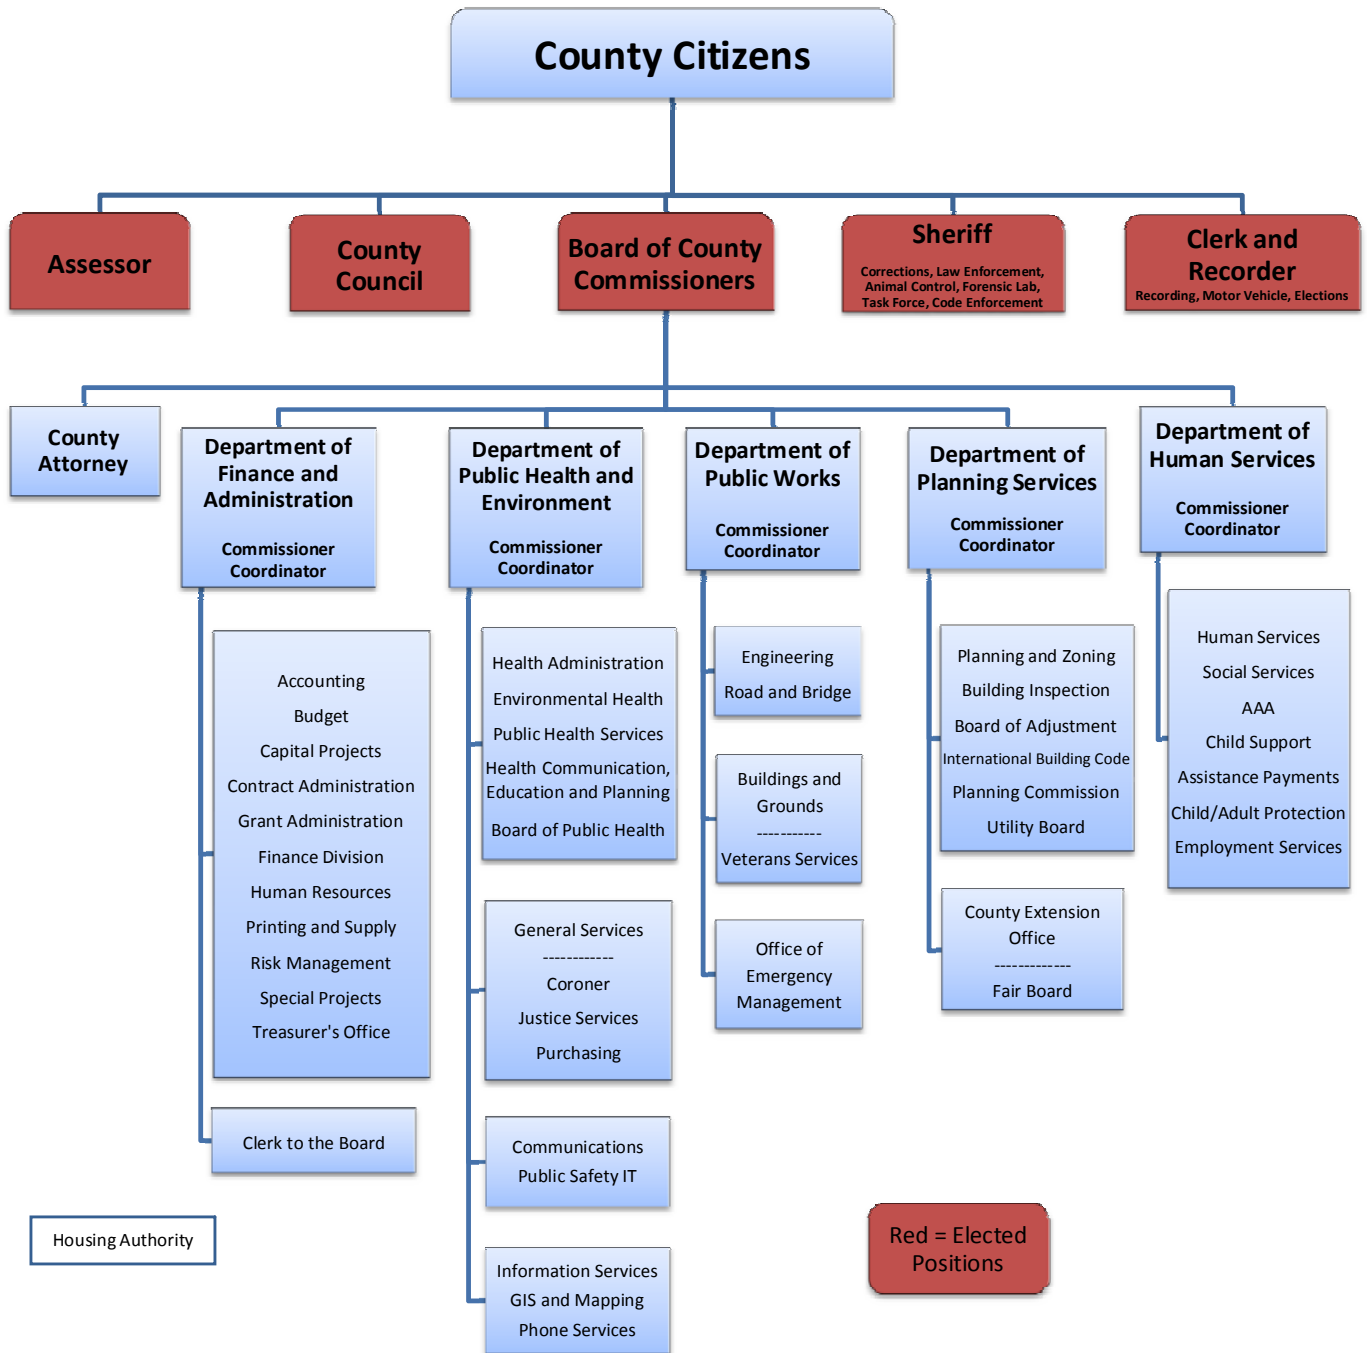 County Citizens
Assessor
County
Council
Board of County
Commissioners
Sheriff
Corrections, Law Enforcement,
Animal Control, Forensic Lab,
Task Force, Code Enforcement
Clerk and
Recorder
Recording, Motor Vehicle, Elections
County
Attorney
Department of
Finance and
Administration
Commissioner
Coordinator
Department of
Public Health and
Environment
Commissioner
Coordinator
Department of
Public Works
Commissioner
Coordinator
Department of
Planning Services
Commissioner
Coordinator
Department of
Human Services
Commissioner
Coordinator
Accounting
Budget
Capital Projects
Contract Administration
Grant Administration
Finance Division
Human Resources
Printing and Supply
Risk Management
Special Projects
Treasurer's Office
Clerk to the Board
Health Administration
Environmental Health
Public Health Services
Health Communication,
Education and Planning
Board of Public Health
General Services
------------
Coroner
Justice Services
Purchasing
Communications
Public Safety IT
Information Services
GIS and Mapping
Phone Services
Engineering
Road and Bridge
Buildings and
Grounds
-----------
Veterans Services
Office of
Emergency
Management
Planning and Zoning
Building Inspection
Board of Adjustment
International Building Code
Planning Commission
Utility Board
County Extension
Office
-------------
Fair Board
Human Services
Social Services
AAA
Child Support
Assistance Payments
Child/Adult Protection
Employment Services
Housing Authority
Red = Elected
Positions